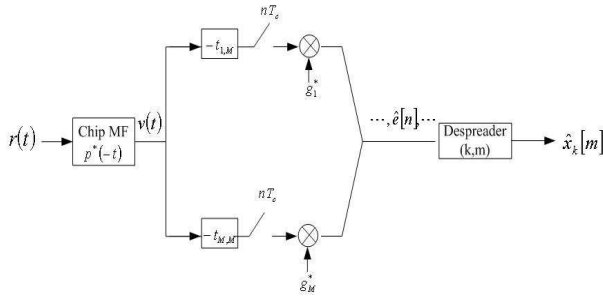 nT_c
-t_{1,M}
g_1^*
r(t)
Chip MF
p^*(-t)
v(t)
⋯, ê[n],⋯
Despreader
(k,m)
x̂_k[m]
nT_c
-t_{M,M}
g_M^*